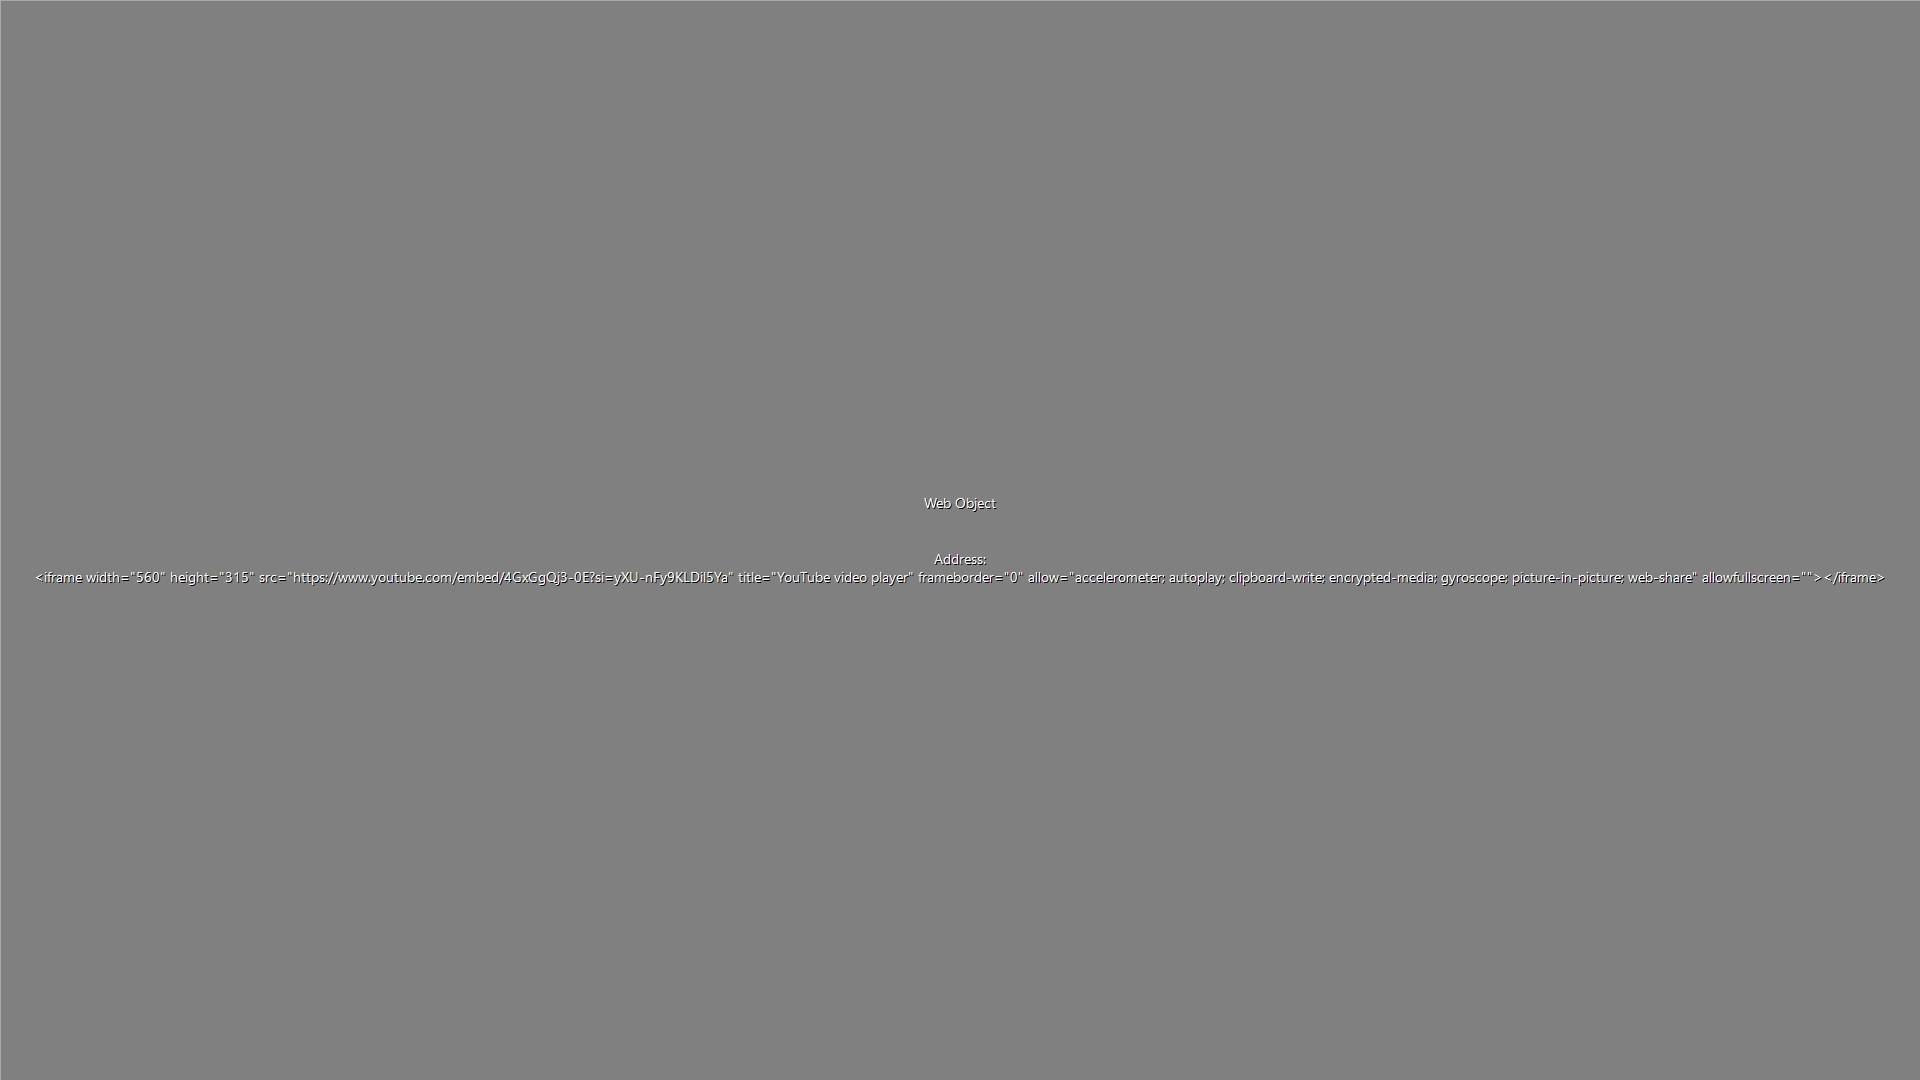 Web Object
Address:
<iframe width="560" height="315" src="https://www.youtube.com/embed/4GxGgQj3-0E?si=yXU-nFy9KLDiI5Ya" title="YouTube video player" frameborder="0" allow="accelerometer; autoplay; clipboard-write; encrypted-media; gyroscope; picture-in-picture; web-share" allowfullscreen=""></iframe>